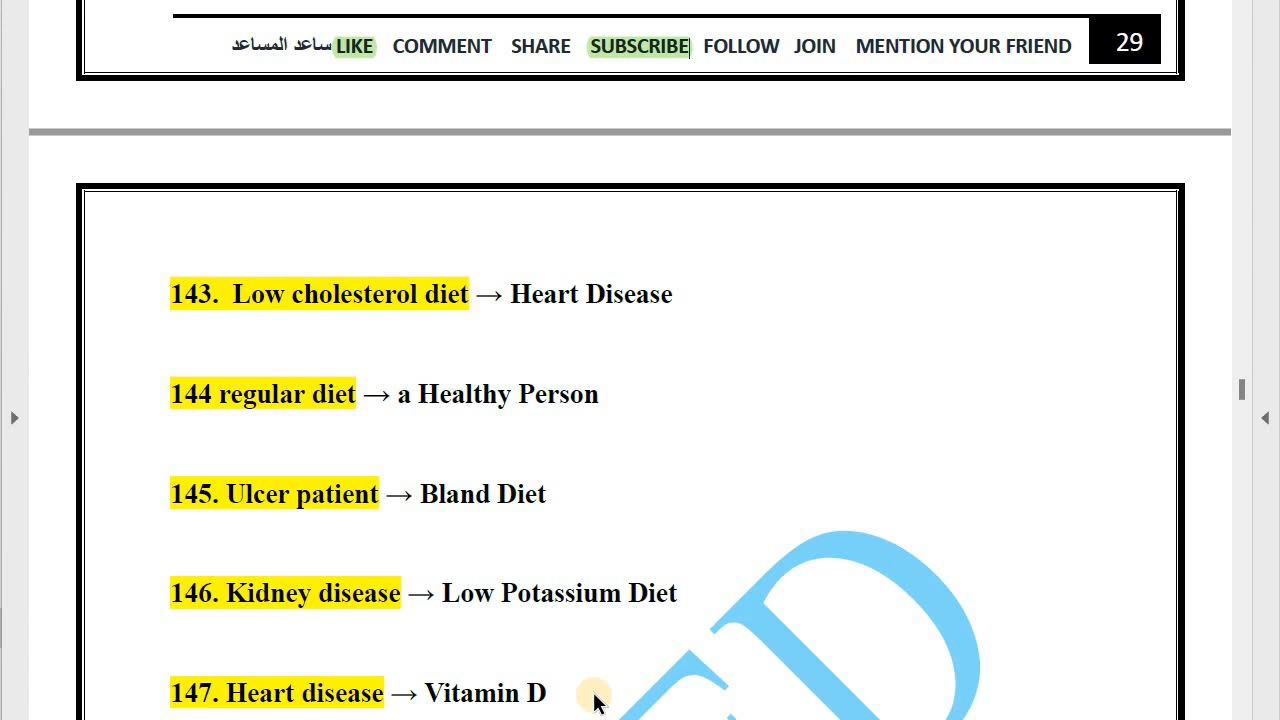 ساعد المساعد LIKE COMMENT SHARE SUBSCRIBE FOLLOW JOIN MENTION YOUR FRIEND 29
143. Low cholesterol diet → Heart Disease
144 regular diet → a Healthy Person
145. Ulcer patient → Bland Diet
146. Kidney disease → Low Potassium Diet
147. Heart disease → Vitamin D